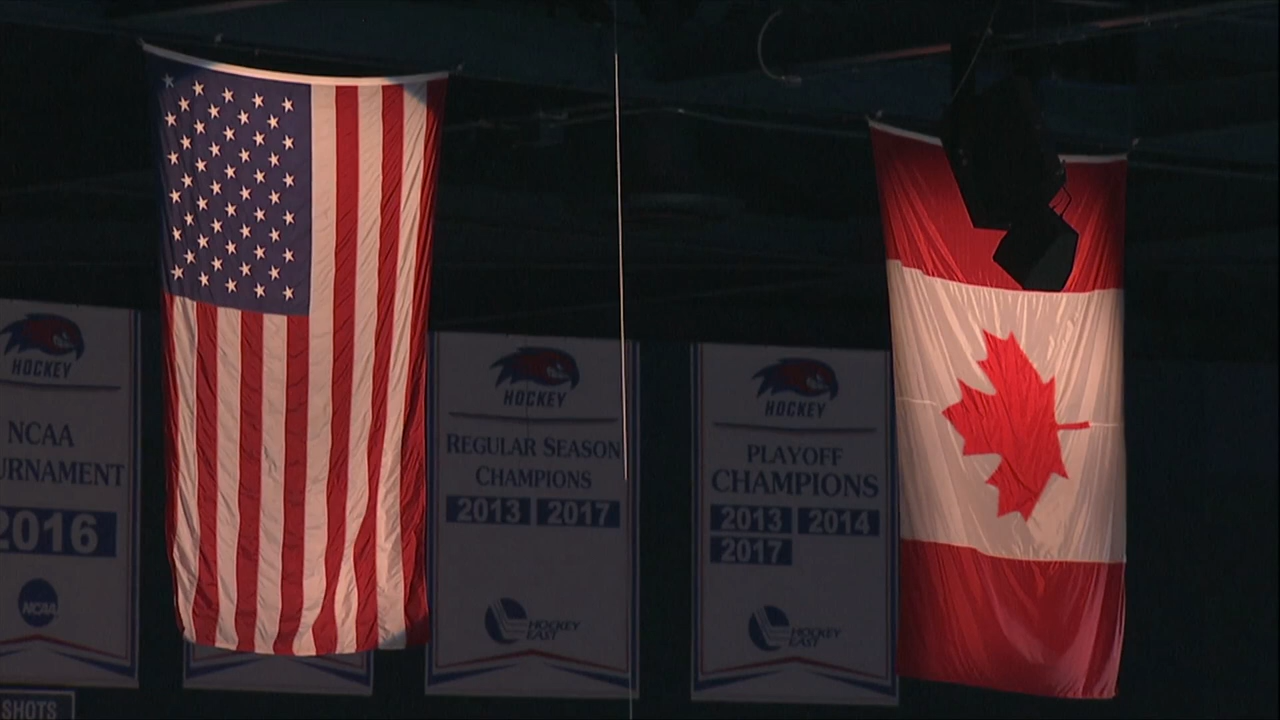 HOCKEY
NCAA
URNAMENT
2016
NCAA
HOCKEY
REGULAR SEASON
CHAMPIONS
2013 2017
HOCKEY
EAST
HOCKEY
PLAYOFF
CHAMPIONS
2013 2014
2017
HOCKEY
EAST
SHOTS